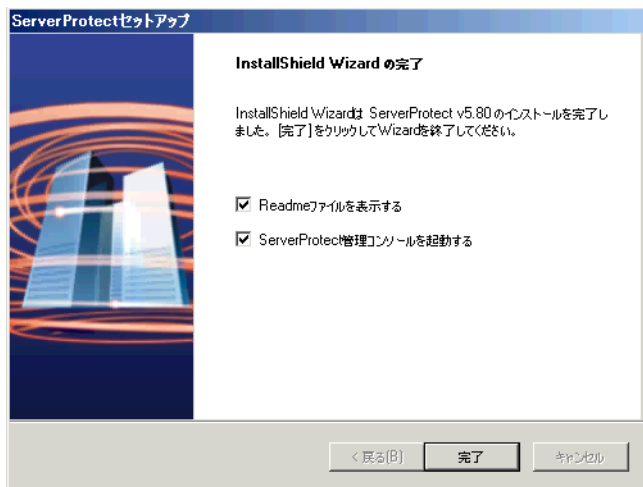 ServerProtectセットアップ
InstallShield Wizard の完了
InstallShield Wizardは ServerProtect v5.80 のインストールを完了し
ました。[完了]をクリックしてWizardを終了してください。
Readmeファイルを表示する
ServerProtect管理コンソールを起動する
< 戻る(B)
完了
キャンセル